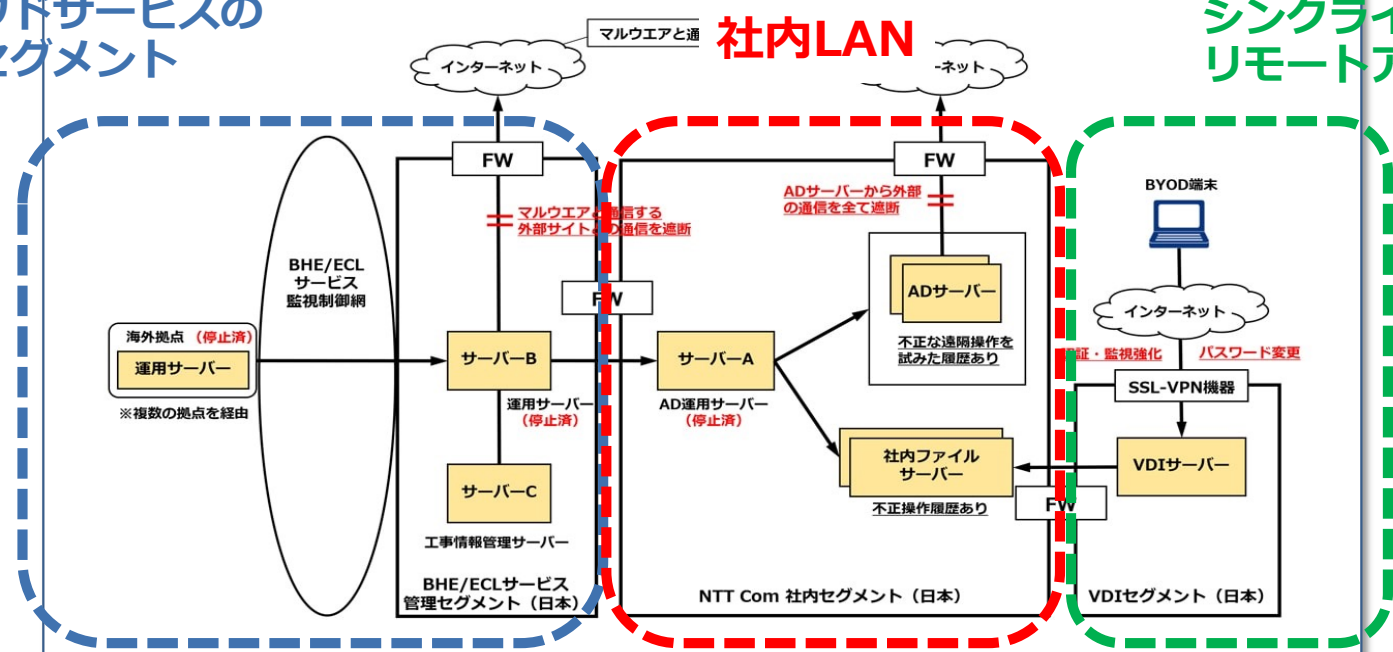 ドサービスの
セグメント
社内LAN
シンクライ
リモートア
マルウエアと通
インターネット
ーネット
FW
FW
マルウエアと通信する
外部サイトとの通信を遮断
ADサーバーから外部
の通信を全て遮断
BYOD端末
BHE/ECL
サービス
監視制御網
FW
ADサーバー
インターネット
海外拠点 (停止済)
運用サーバー
※複数の拠点を経由
サーバーB
運用サーバー
(停止済)
サーバーA
AD運用サーバー
(停止済)
不正な遠隔操作を
試みた履歴あり
証・監視強化
パスワード変更
SSL-VPN機器
サーバーC
工事情報管理サーバー
社内ファイル
サーバー
不正操作履歴あり
VDIサーバー
FW
BHE/ECLサービス
管理セグメント(日本)
NTT Com 社内セグメント(日本)
VDIセグメント(日本)